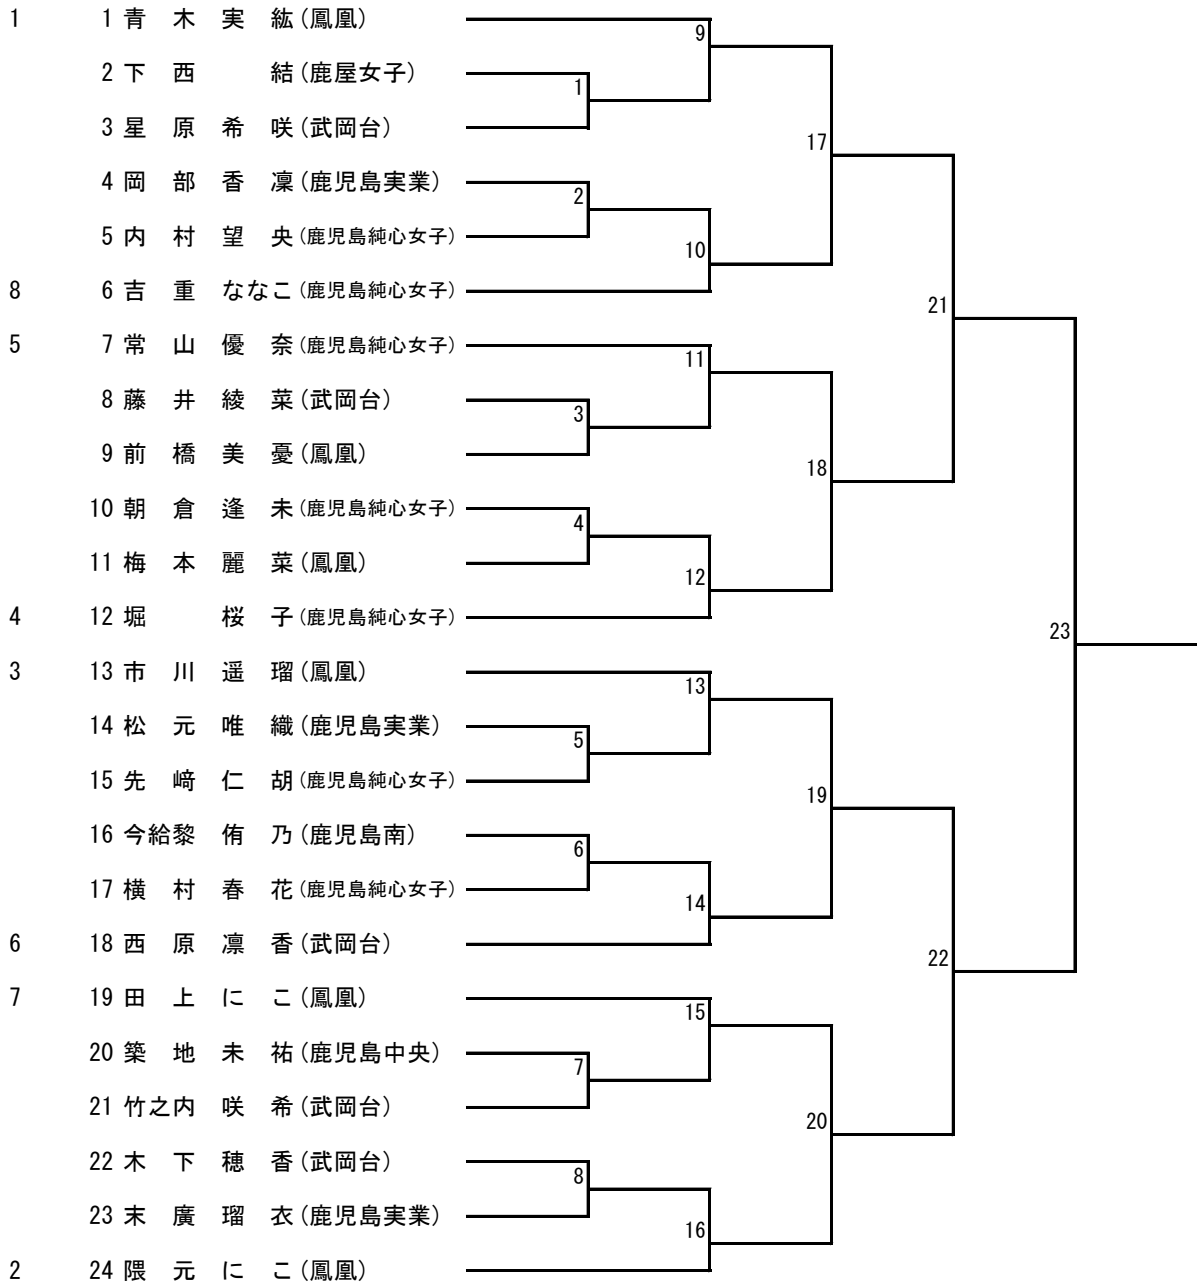 1 1 青 木 実 紘 (鳳凰)
9
2 下 西 結 (鹿屋女子)
1
3 星 原 希 咲 (武岡台)
17
4 岡 部 香 凜 (鹿児島実業)
2
5 内 村 望 央 (鹿児島純心女子)
10
8 6 吉 重 ななこ (鹿児島純心女子)
21
5 7 常 山 優 奈 (鹿児島純心女子)
11
8 藤 井 綾 菜 (武岡台)
3
9 前 橋 美 憂 (鳳凰)
18
10 朝 倉 逢 未 (鹿児島純心女子)
4
11 梅 本 麗 菜 (鳳凰)
12
4 12 堀 桜 子 (鹿児島純心女子)
23
3 13 市 川 遥 瑠 (鳳凰)
13
14 松 元 唯 織 (鹿児島実業)
5
15 先 﨑 仁 胡 (鹿児島純心女子)
19
16 今給黎 侑 乃 (鹿児島南)
6
17 横 村 春 花 (鹿児島純心女子)
14
6 18 西 原 凛 香 (武岡台)
22
7 19 田 上 に こ (鳳凰)
15
20 築 地 未 祐 (鹿児島中央)
7
21 竹之内 咲 希 (武岡台)
20
22 木 下 穂 香 (武岡台)
8
23 末 廣 瑠 衣 (鹿児島実業)
16
2 24 隈 元 に こ (鳳凰)